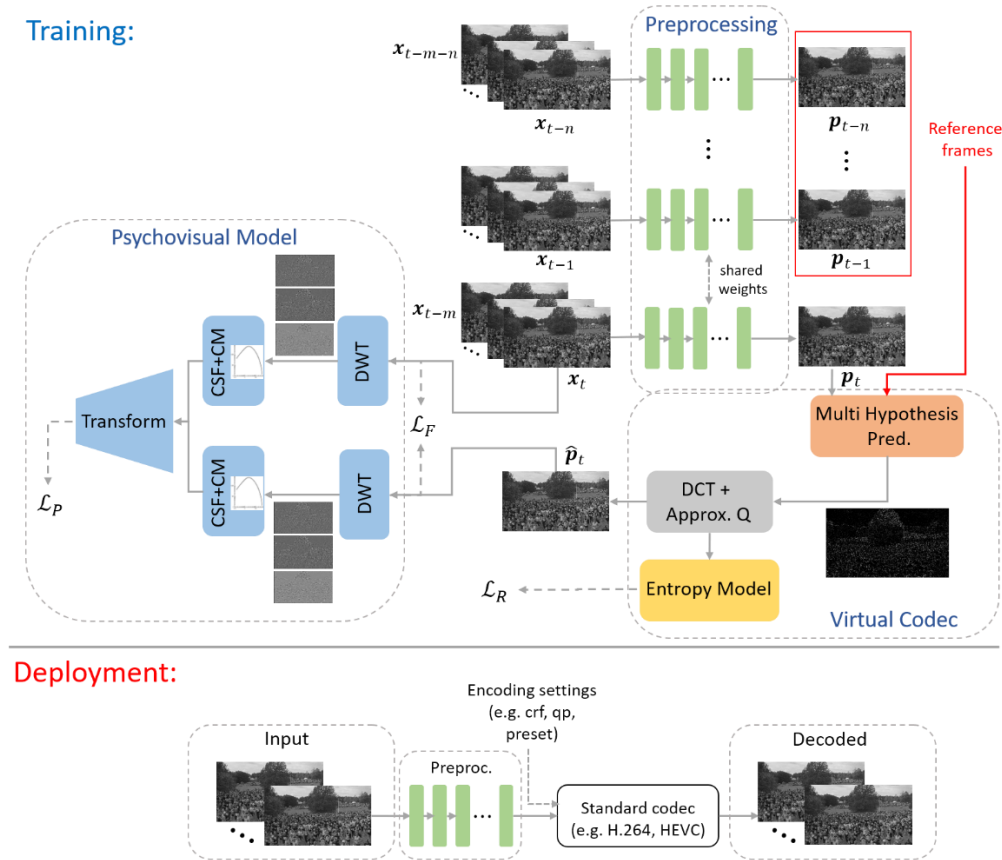 Training:
Preprocessing
x_{t−m−n}
x_{t−n}
p_{t−n}
Reference
frames
x_{t−1}
p_{t−1}
shared
weights
Psychovisual Model
x_{t−m}
x_t
p_t
CSF+CM
DWT
Transform
ℒ_F
Multi Hypothesis
Pred.
p̂_t
CSF+CM
DWT
DCT +
Approx. Q
ℒ_P
Entropy Model
ℒ_R
Virtual Codec
Deployment:
Encoding settings
(e.g. crf, qp,
preset)
Input
Decoded
Preproc.
Standard codec
(e.g. H.264, HEVC)